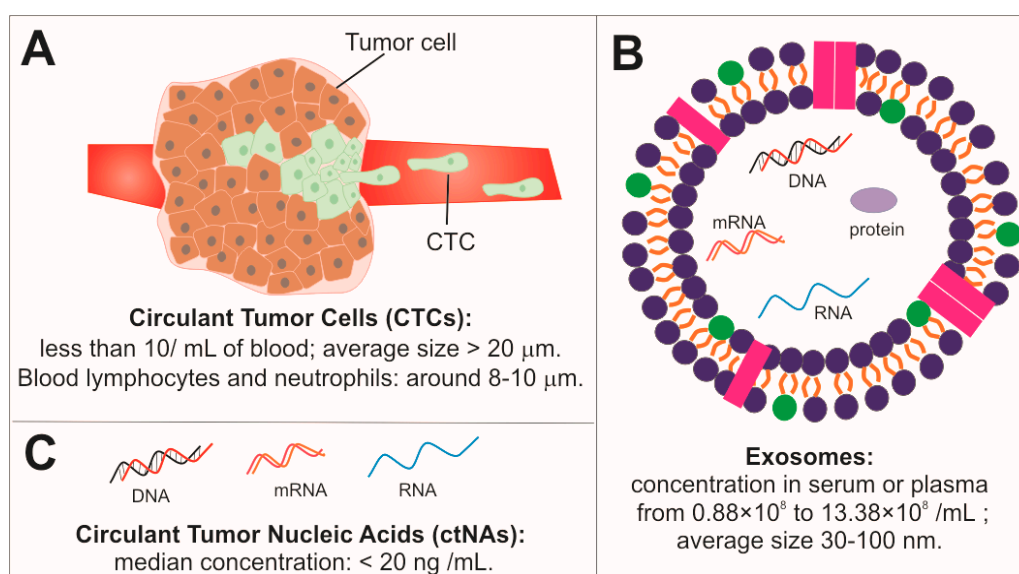 A
Tumor cell
CTC
Circulant Tumor Cells (CTCs):
less than 10/ mL of blood; average size > 20 μm.
Blood lymphocytes and neutrophils: around 8-10 μm.
B
DNA
mRNA
protein
RNA
Exosomes:
concentration in serum or plasma
from 0.88×10⁸ to 13.38×10⁸ /mL ;
average size 30-100 nm.
C
DNA
mRNA
RNA
Circulant Tumor Nucleic Acids (ctNAs):
median concentration: < 20 ng /mL.